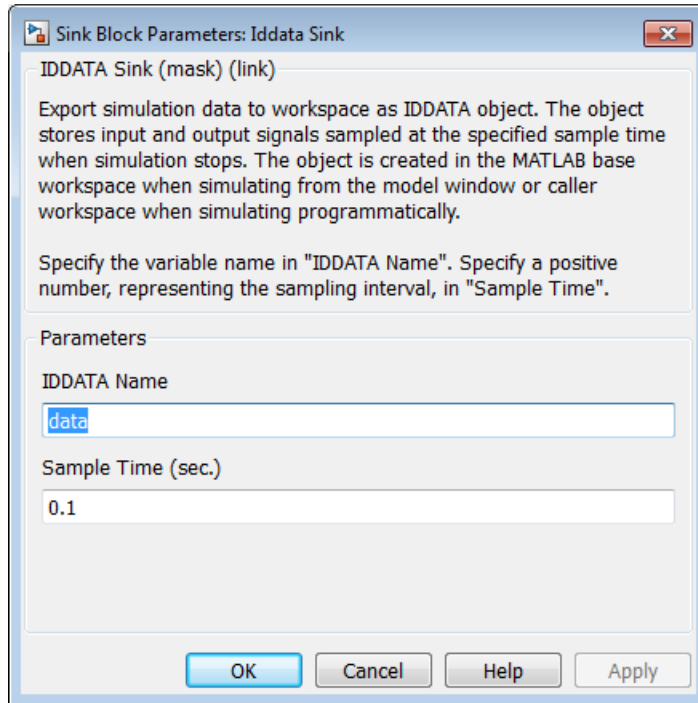 Sink Block Parameters: Iddata Sink
IDDATA Sink (mask) (link)
Export simulation data to workspace as IDDATA object. The object
stores input and output signals sampled at the specified sample time
when simulation stops. The object is created in the MATLAB base
workspace when simulating from the model window or caller
workspace when simulating programmatically.
Specify the variable name in "IDDATA Name". Specify a positive
number, representing the sampling interval, in "Sample Time".
Parameters
IDDATA Name
data
Sample Time (sec.)
0.1
OK Cancel Help Apply